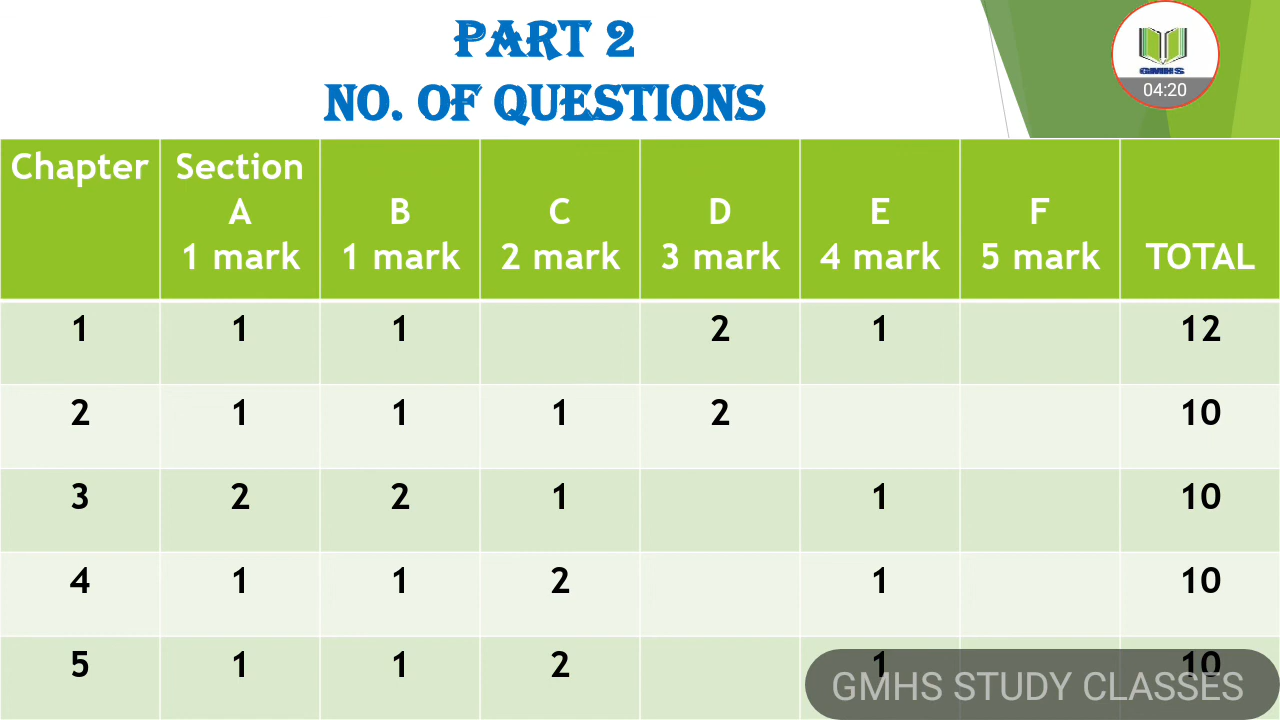 PART 2
NO. OF QUESTIONS
GMHS
04:20
Chapter Section A 1 mark B 1 mark C 2 mark D 3 mark E 4 mark F 5 mark TOTAL
1 1 1 2 1 12
2 1 1 1 2 10
3 2 2 1 1 10
4 1 1 2 1 10
5 1 1 2 1 10
GMHS STUDY CLASSES